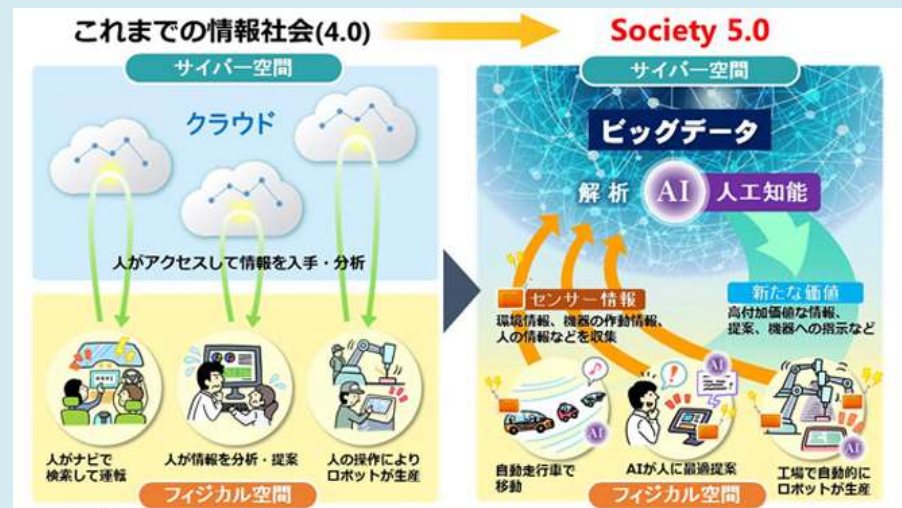 これまでの情報社会(4.0)
Society 5.0
サイバー空間
クラウド
人がアクセスして情報を入手・分析
人がナビで
検索して運転
人が情報を分析・提案
人の操作により
ロボットが生産
フィジカル空間
サイバー空間
ビッグデータ
解析
AI
人工知能
センサー情報
環境情報、機器の作動情報、
人の情報などを収集
新たな価値
高付加価値な情報、
提案、機器への指示など
AI
AI
AI
自動走行車で
移動
AIが人に最適提案
工場で自動的に
ロボットが生産
フィジカル空間